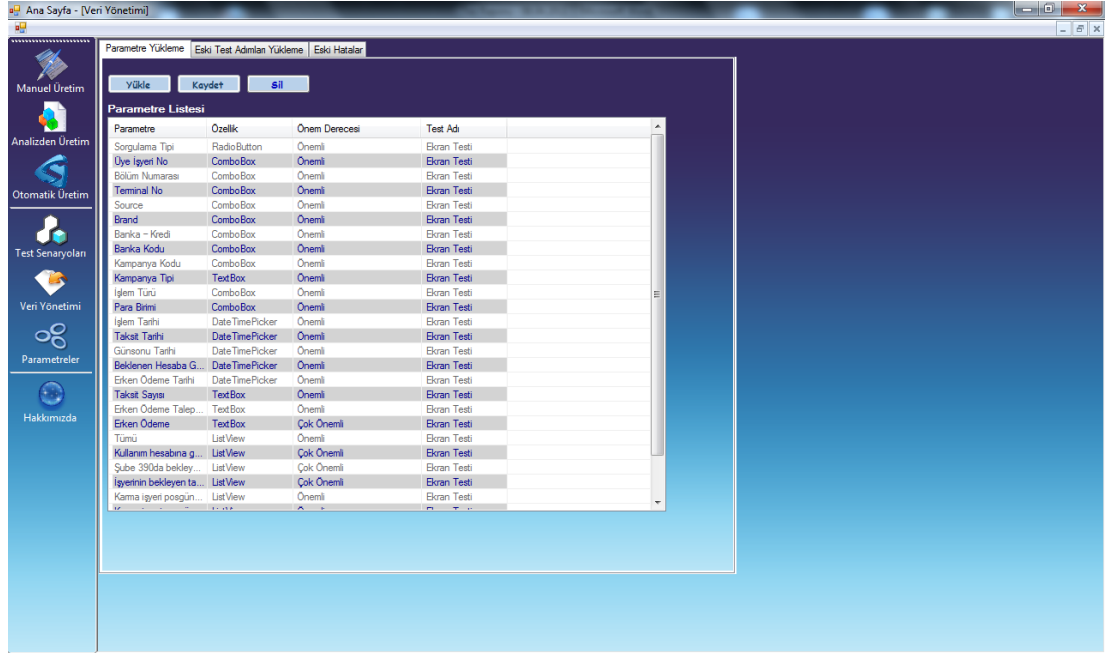 Ana Sayfa - [Veri Yönetimi]
Manuel Üretim
Analizden Üretim
Otomatik Üretim
Test Senaryoları
Veri Yönetimi
Parametreler
Hakkımızda
Parametre Yükleme Eski Test Adımları Yükleme Eski Hatalar
Yükle Kaydet Sil
Parametre Listesi
Parametre Özellik Önem Derecesi Test Adı
Sorgulama Tipi RadioButton Önemli Ekran Testi
Üye İşyeri No ComboBox Önemli Ekran Testi
Bölüm Numarası ComboBox Önemli Ekran Testi
Terminal No ComboBox Önemli Ekran Testi
Source ComboBox Önemli Ekran Testi
Brand ComboBox Önemli Ekran Testi
Banka - Kredi ComboBox Önemli Ekran Testi
Banka Kodu ComboBox Önemli Ekran Testi
Kampanya Kodu ComboBox Önemli Ekran Testi
Kampanya Tipi TextBox Önemli Ekran Testi
İşlem Türü ComboBox Önemli Ekran Testi
Para Birimi ComboBox Önemli Ekran Testi
İşlem Tarihi DateTimePicker Önemli Ekran Testi
Taksit Tarihi DateTimePicker Önemli Ekran Testi
Günsonu Tarihi DateTimePicker Önemli Ekran Testi
Beklenen Hesaba G... DateTimePicker Önemli Ekran Testi
Erken Ödeme Tarihi DateTimePicker Önemli Ekran Testi
Taksit Sayısı TextBox Önemli Ekran Testi
Erken Ödeme Talep... TextBox Önemli Ekran Testi
Erken Ödeme TextBox Çok Önemli Ekran Testi
Tümü ListView Önemli Ekran Testi
Kullanım hesabına g... ListView Çok Önemli Ekran Testi
Şube 390da bekley... ListView Önemli Ekran Testi
İşyerinin bekleyen ta... ListView Çok Önemli Ekran Testi
Karma işyeri posgün... ListView Önemli Ekran Testi